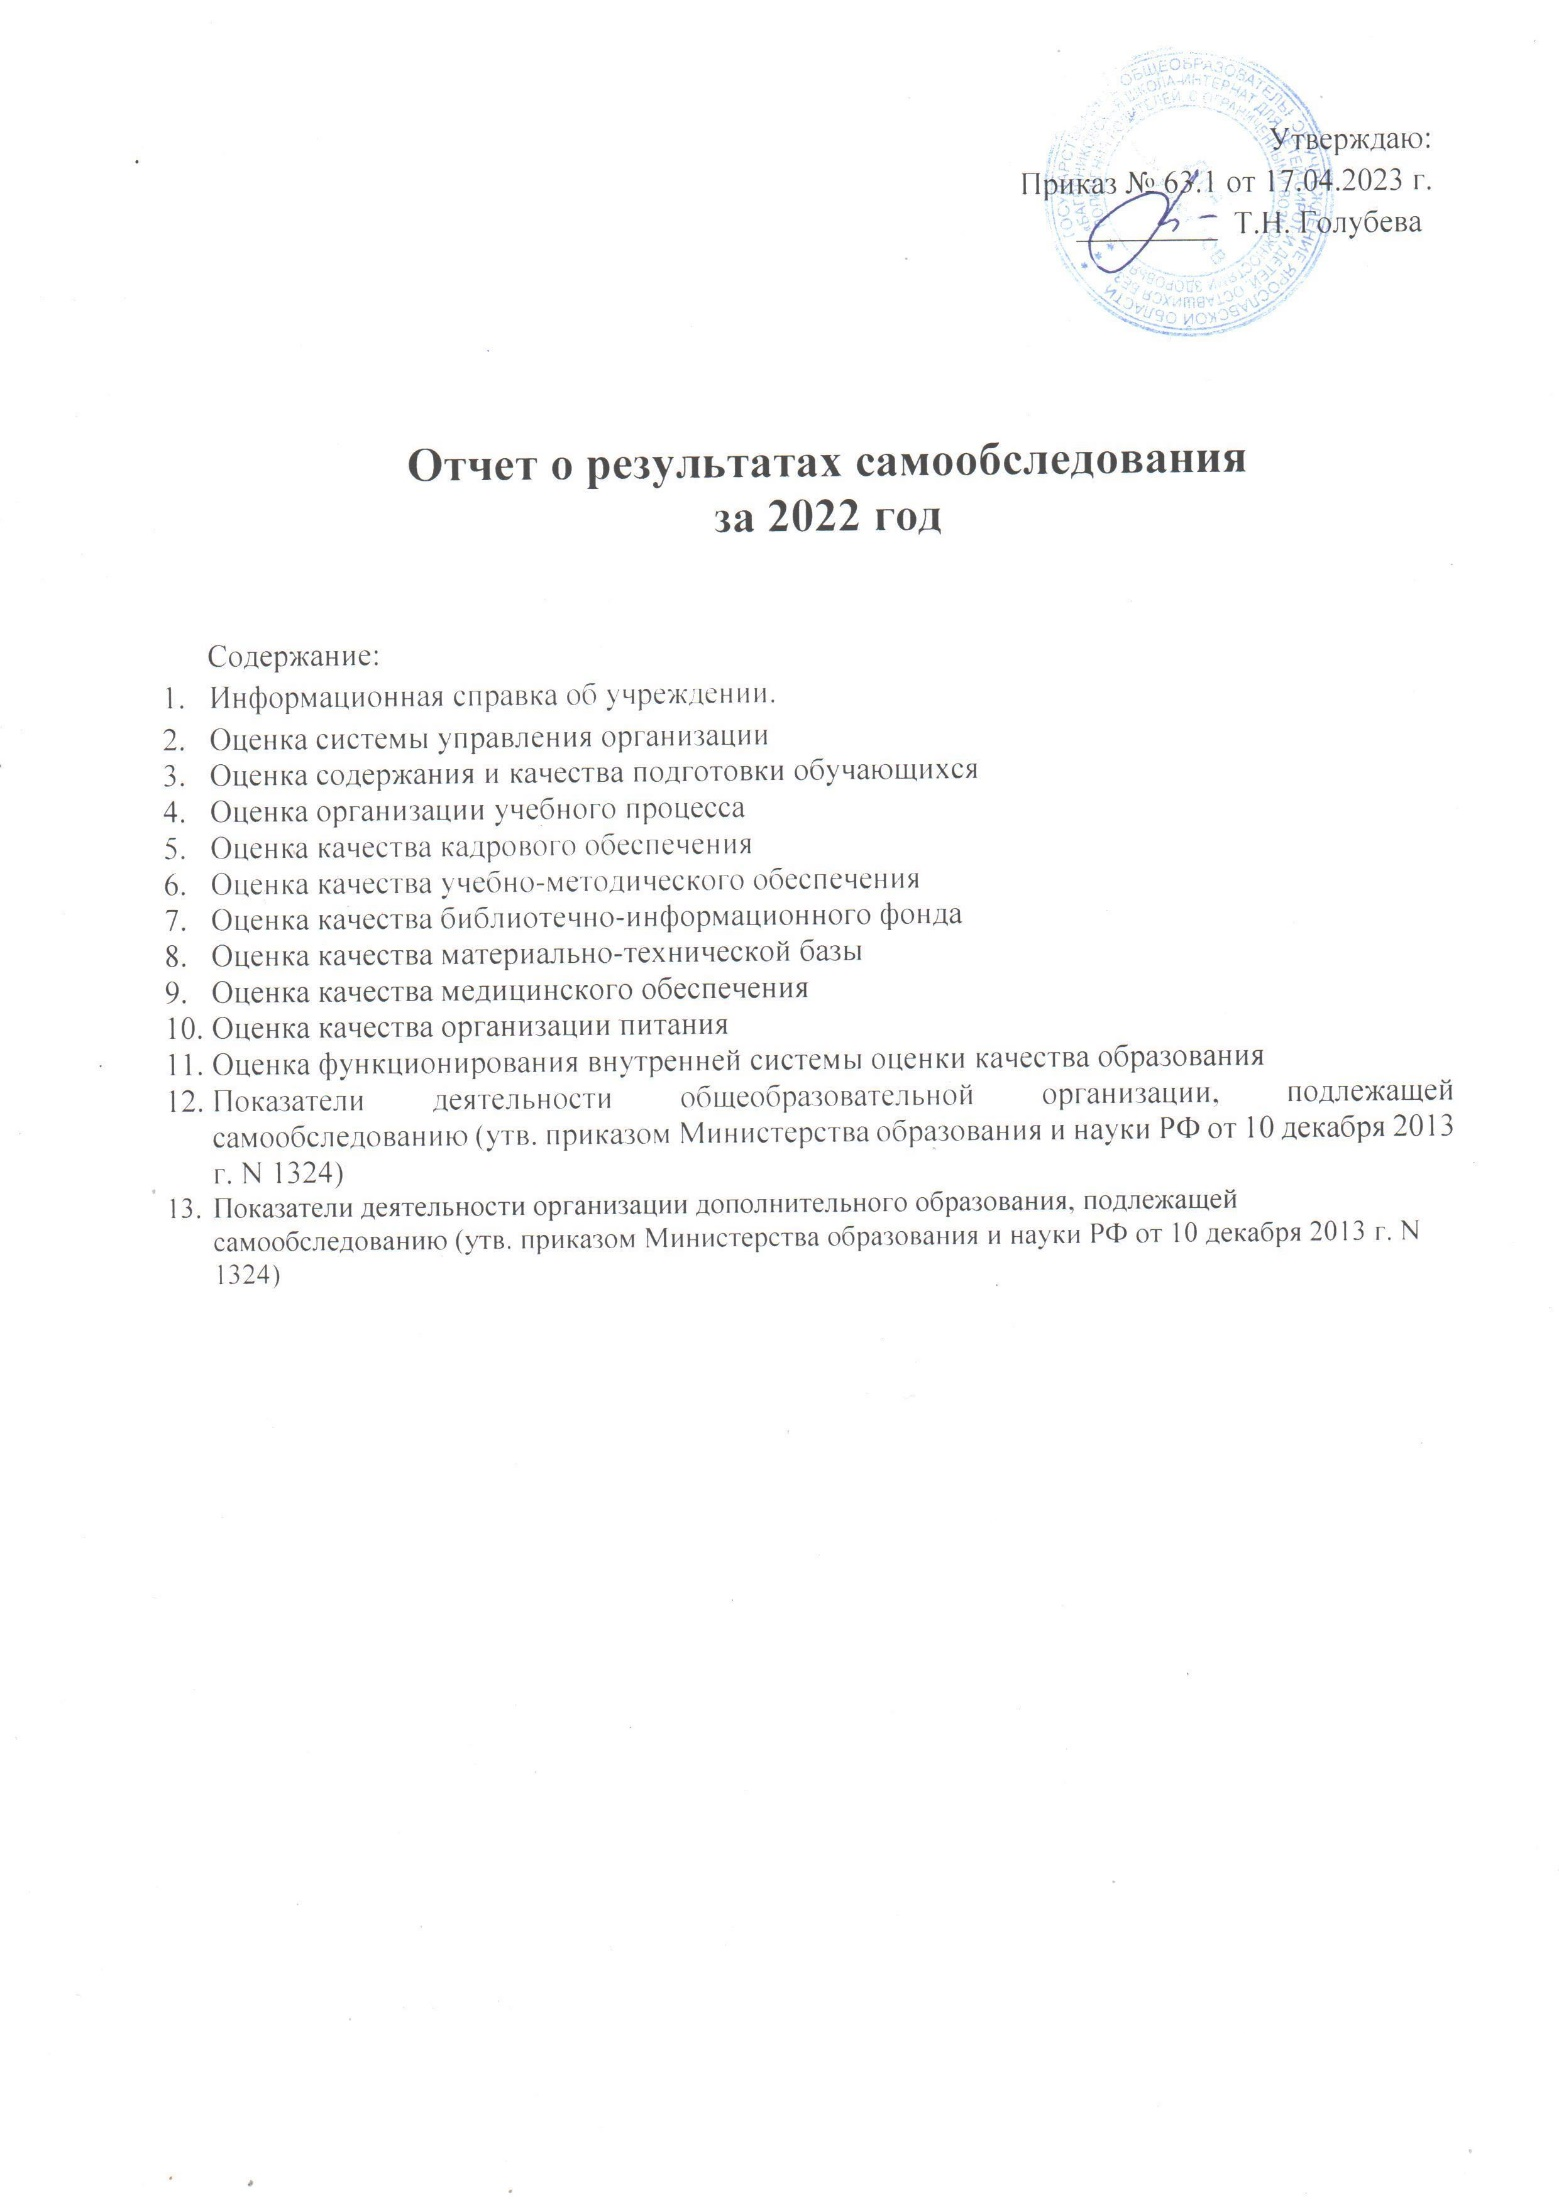 Утверждаю:
Приказ № 63.1 от 17.04.2023 г.
Т.Н. Голубева
Отчет о результатах самообследования
за 2022 год
Содержание:
1. Информационная справка об учреждении.
2. Оценка системы управления организации
3. Оценка содержания и качества подготовки обучающихся
4. Оценка организации учебного процесса
5. Оценка качества кадрового обеспечения
6. Оценка качества учебно-методического обеспечения
7. Оценка качества библиотечно-информационного фонда
8. Оценка качества материально-технической базы
9. Оценка качества медицинского обеспечения
10. Оценка качества организации питания
11. Оценка функционирования внутренней системы оценки качества образования
12. Показатели деятельности общеобразовательной организации, подлежащей
самообследованию (утв. приказом Министерства образования и науки РФ от 10 декабря 2013
г. N 1324)
13. Показатели деятельности организации дополнительного образования, подлежащей
самообследованию (утв. приказом Министерства образования и науки РФ от 10 декабря 2013 г. N
1324)